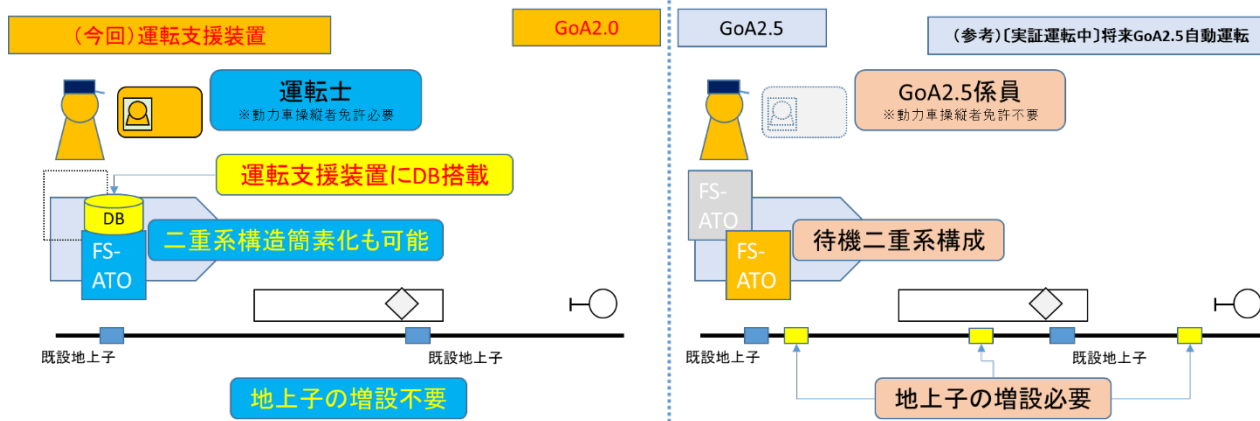 (今回)運転支援装置
GoA2.0
運転士
※動力車操縦者免許必要
運転支援装置にDB搭載
DB
二重系構造簡素化も可能
FS-
ATO
既設地上子
既設地上子
地上子の増設不要
GoA2.5
(参考)〔実証運転中〕将来GoA2.5自動運転
GoA2.5係員
※動力車操縦者免許不要
FS-
ATO
待機二重系構成
FS-
ATO
既設地上子
既設地上子
地上子の増設必要